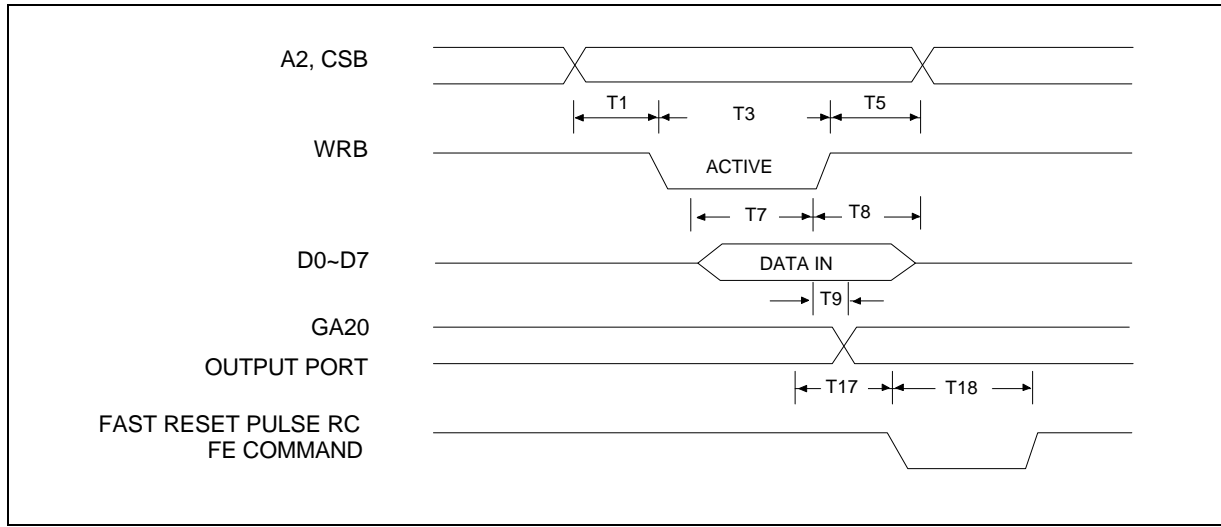 A2, CSB
T1
T3
T5
WRB
ACTIVE
T7
T8
D0~D7
DATA IN
T9
GA20
OUTPUT PORT
T17
T18
FAST RESET PULSE RC
FE COMMAND